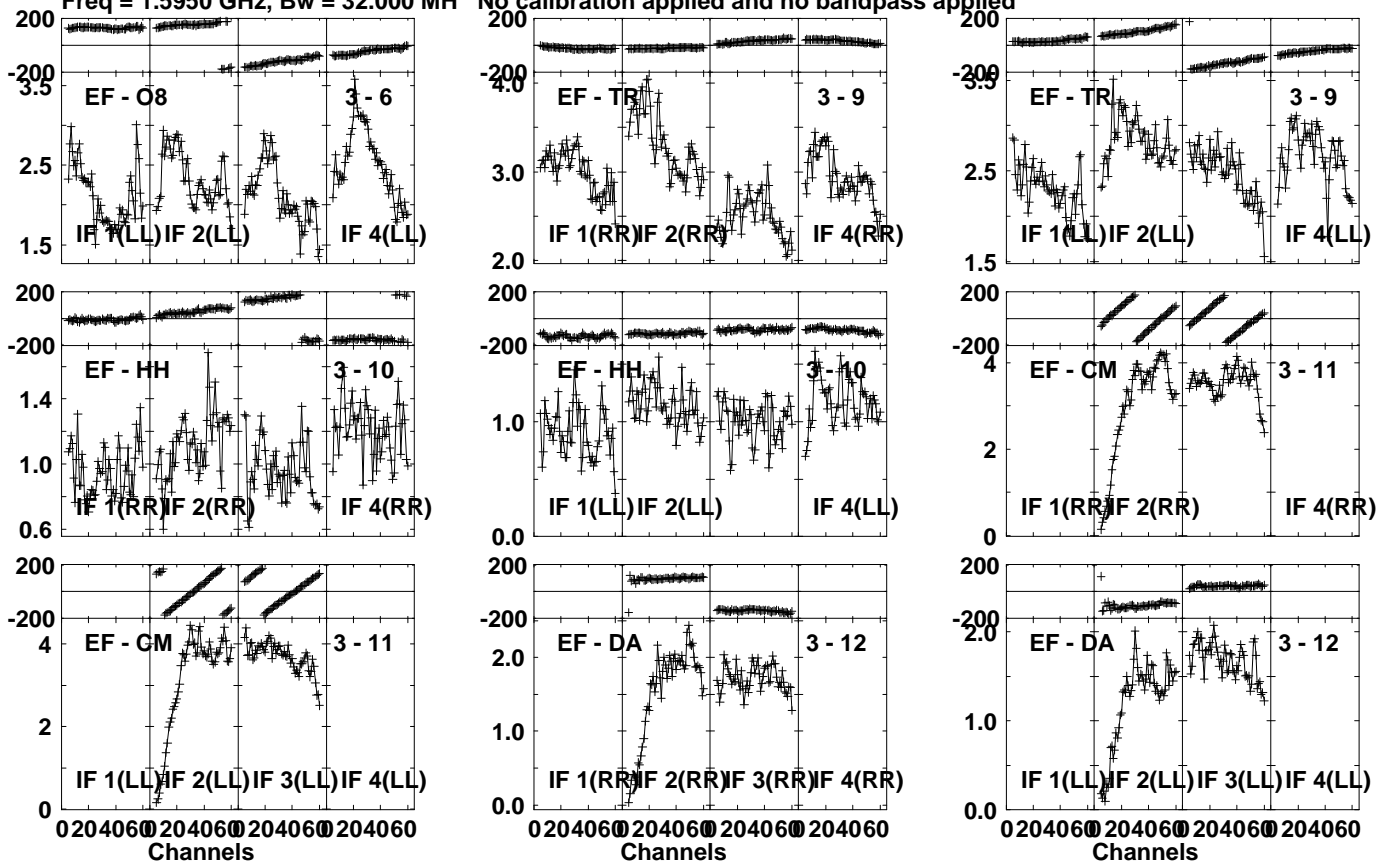 Freq = 1.5950 GHz, Bw = 32.000 MH No calibration applied and no bandpass applied
200
-200
3.5
EF - O8 3 - 6
2.5
1.5
IF 1(LL) IF 2(LL) IF 4(LL)
200
-200
4.0
EF - TR 3 - 9
3.0
IF 1(RR) IF 2(RR) IF 4(RR)
2.0
200
-200
3.5
EF - TR 3 - 9
2.5
IF 1(LL) IF 2(LL) IF 4(LL)
1.5
200
-200
EF - HH 3 - 10
1.4
1.0
IF 1(RR) IF 2(RR) IF 4(RR)
0.6
200
-200
EF - HH 3 - 10
1.0
IF 1(LL) IF 2(LL) IF 4(LL)
0.0
200
-200
4
EF - CM 3 - 11
2
IF 1(RR) IF 2(RR) IF 4(RR)
0
200
-200
4
EF - CM 3 - 11
2
IF 1(LL) IF 2(LL) IF 3(LL) IF 4(LL)
0
0 20 40 60 0 20 40 60 0 20 40 60 0 20 40 60
Channels
200
-200
2.0
EF - DA 3 - 12
1.0
IF 1(RR) IF 2(RR) IF 3(RR) IF 4(RR)
0.0
0 20 40 60 0 20 40 60 0 20 40 60 0 20 40 60
Channels
200
-200
2.0
EF - DA 3 - 12
1.0
IF 1(LL) IF 2(LL) IF 3(LL) IF 4(LL)
0.0
0 20 40 60 0 20 40 60 0 20 40 60 0 20 40 60
Channels